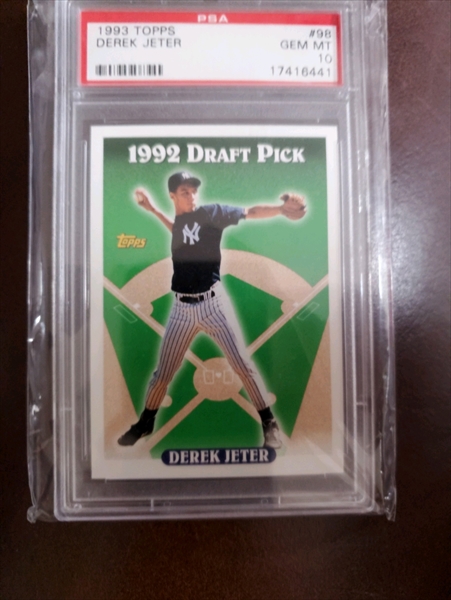 PSA
1993 TOPPS #98
DEREK JETER GEM MT
10
17416441
1992 DRAFT PICK
Topps
NY
DEREK JETER